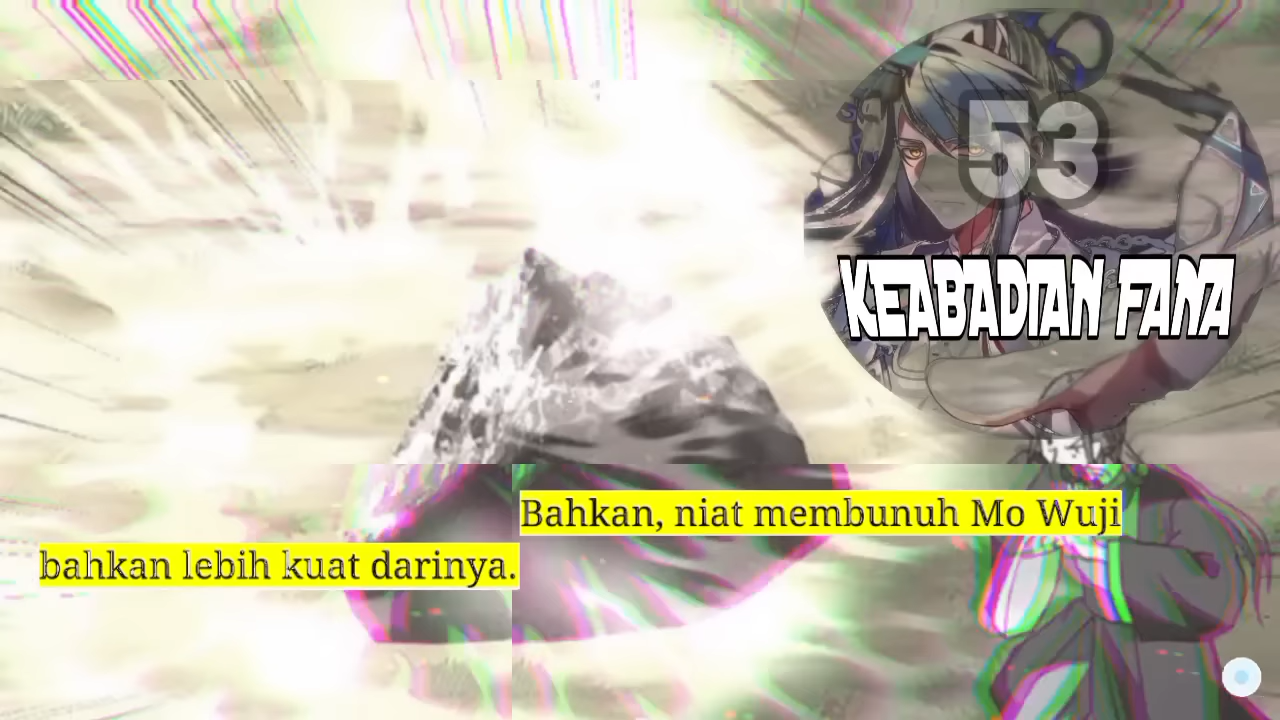 53
KEABADIAN FANA
Bahkan, niat membunuh Mo Wuji
bahkan lebih kuat darinya.